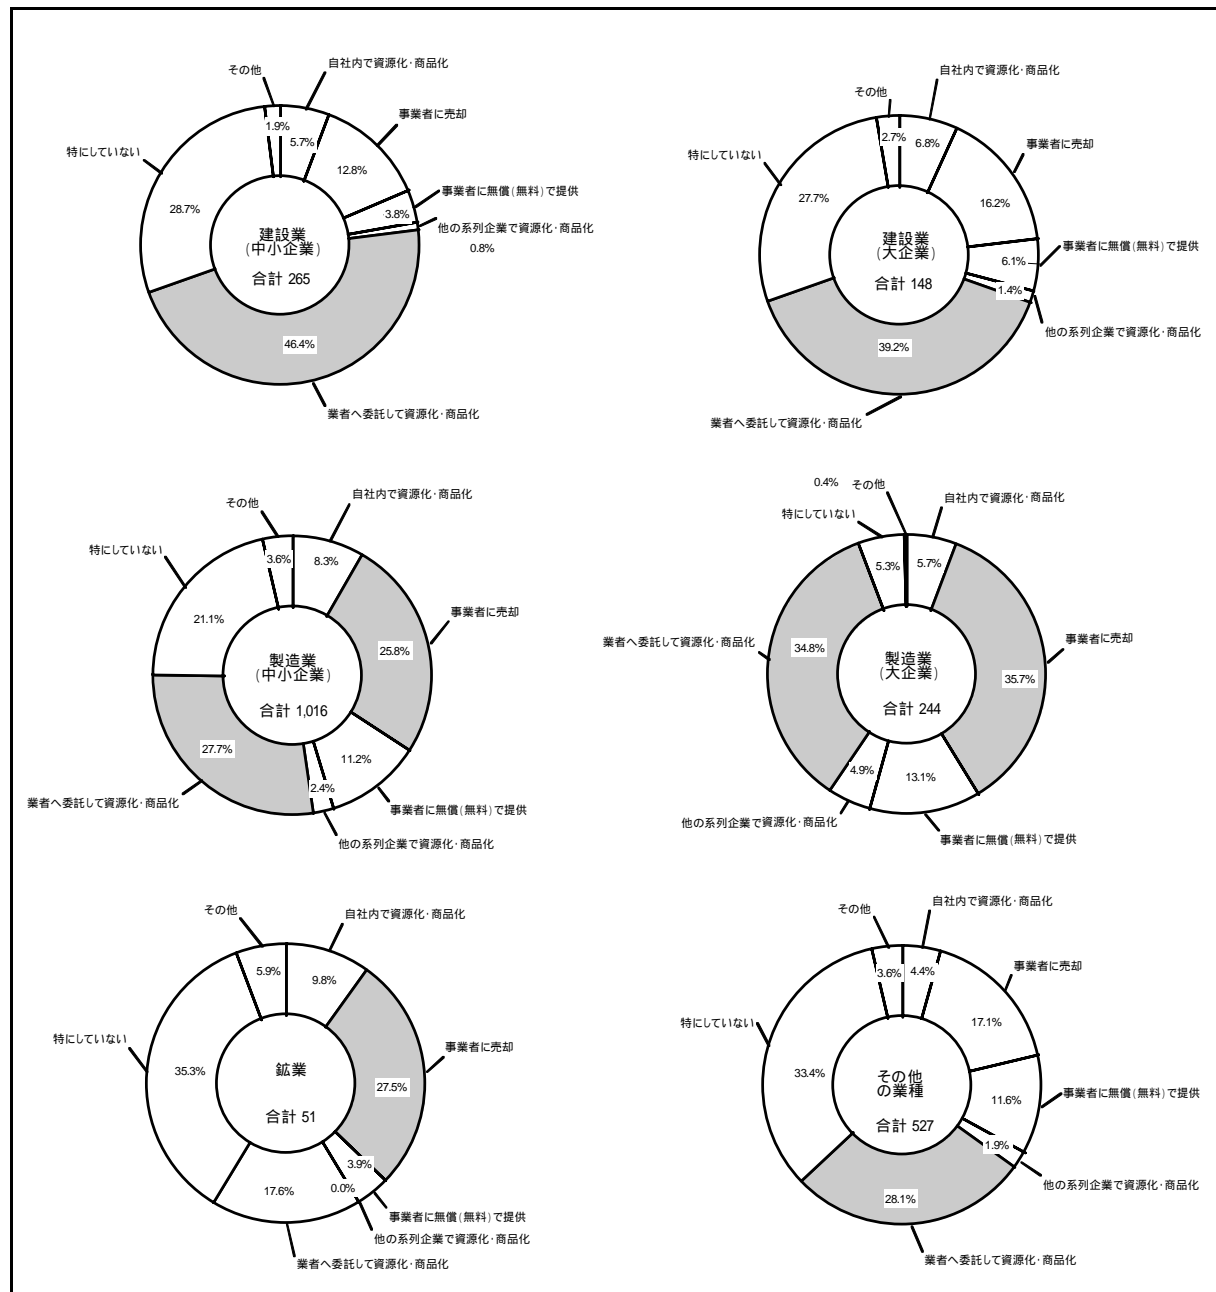 その他
自社内で資源化・商品化
1.9%
5.7%
事業者に売却
12.8%
特にしていない
28.7%
事業者に無償(無料)で提供
3.8%
他の系列企業で資源化・商品化
0.8%
建設業
(中小企業)
合計 265
46.4%
業者へ委託して資源化・商品化
その他
自社内で資源化・商品化
2.7%
6.8%
事業者に売却
16.2%
特にしていない
27.7%
事業者に無償(無料)で提供
6.1%
1.4%
他の系列企業で資源化・商品化
建設業
(大企業)
合計 148
39.2%
業者へ委託して資源化・商品化
その他
自社内で資源化・商品化
3.6%
8.3%
特にしていない
21.1%
事業者に売却
25.8%
製造業
(中小企業)
合計 1,016
27.7%
11.2%
2.4%
業者へ委託して資源化・商品化
事業者に無償(無料)で提供
他の系列企業で資源化・商品化
0.4%
その他
自社内で資源化・商品化
特にしていない
5.3%
5.7%
業者へ委託して資源化・商品化
34.8%
事業者に売却
35.7%
製造業
(大企業)
合計 244
4.9%
13.1%
他の系列企業で資源化・商品化
事業者に無償(無料)で提供
その他
自社内で資源化・商品化
5.9%
9.8%
特にしていない
35.3%
事業者に売却
27.5%
鉱業
合計 51
3.9%
0.0%
17.6%
事業者に無償(無料)で提供
他の系列企業で資源化・商品化
業者へ委託して資源化・商品化
その他
自社内で資源化・商品化
3.6%
4.4%
事業者に売却
17.1%
特にしていない
33.4%
事業者に無償(無料)で提供
11.6%
1.9%
他の系列企業で資源化・商品化
その他
の業種
合計 527
28.1%
業者へ委託して資源化・商品化